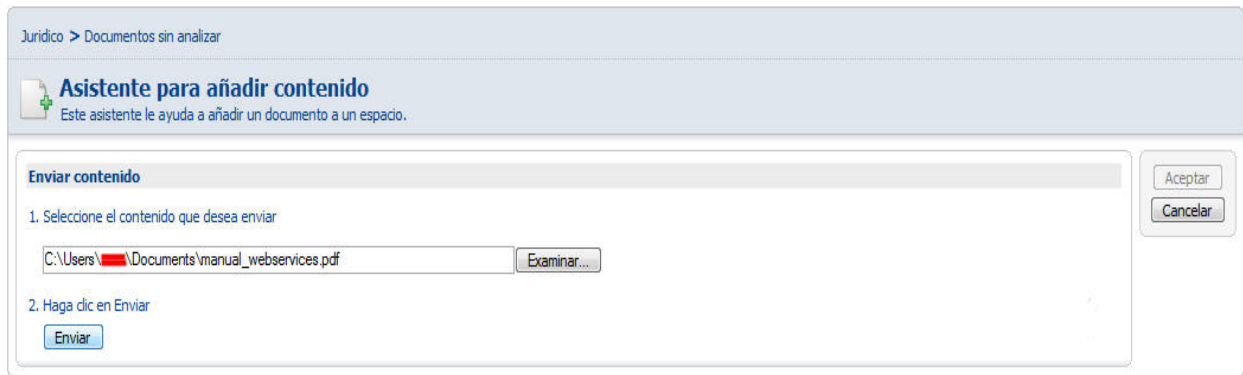 Juridico > Documentos sin analizar
Asistente para añadir contenido
Este asistente le ayuda a añadir un documento a un espacio.
Enviar contenido
Aceptar
1. Seleccione el contenido que desea enviar
Cancelar
C:\Users\ \Documents\manual_webservices.pdf Examinar...
2. Haga clic en Enviar
Enviar